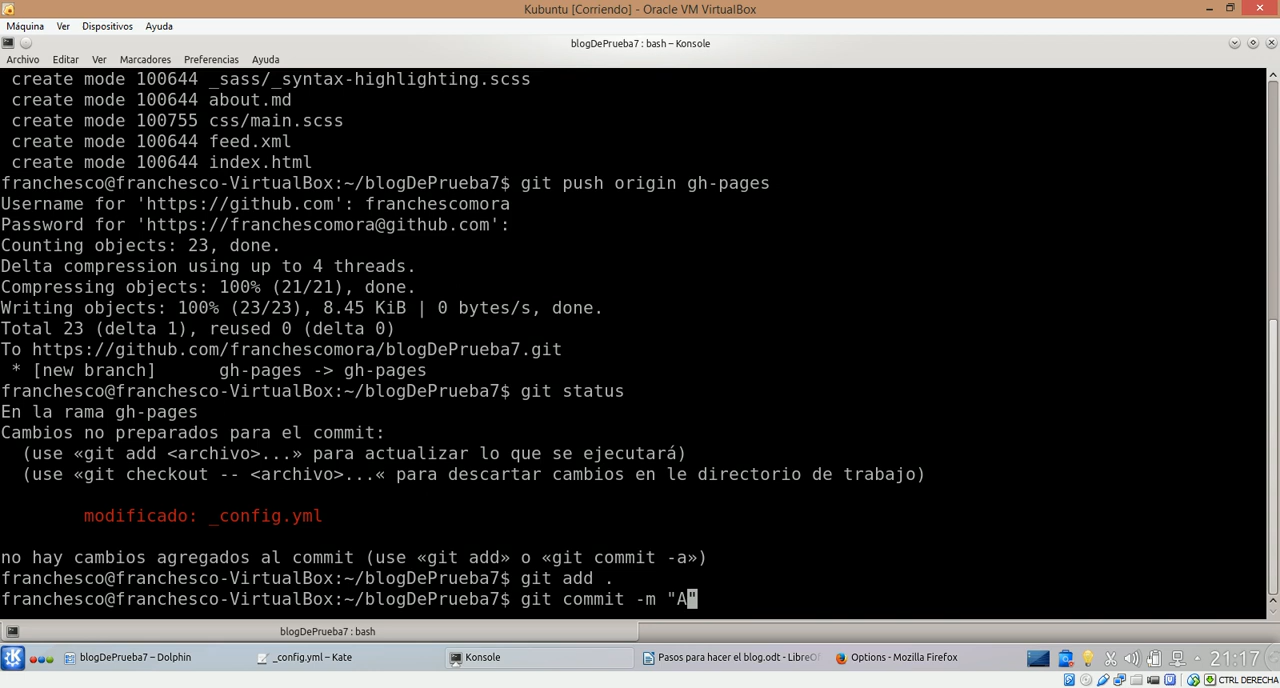 Kubuntu [Corriendo] - Oracle VM VirtualBox
Máquina Ver Dispositivos Ayuda
blogDePrueba7 : bash – Konsole
Archivo Editar Ver Marcadores Preferencias Ayuda
create mode 100644 _sass/_syntax-highlighting.scss
create mode 100644 about.md
create mode 100755 css/main.scss
create mode 100644 feed.xml
create mode 100644 index.html
franchesco@franchesco-VirtualBox:~/blogDePrueba7$ git push origin gh-pages
Username for 'https://github.com': franchescomora
Password for 'https://franchescomora@github.com':
Counting objects: 23, done.
Delta compression using up to 4 threads.
Compressing objects: 100% (21/21), done.
Writing objects: 100% (23/23), 8.45 KiB | 0 bytes/s, done.
Total 23 (delta 1), reused 0 (delta 0)
To https://github.com/franchescomora/blogDePrueba7.git
* [new branch]      gh-pages -> gh-pages
franchesco@franchesco-VirtualBox:~/blogDePrueba7$ git status
En la rama gh-pages
Cambios no preparados para el commit:
(use «git add <archivo>...» para actualizar lo que se ejecutará)
(use «git checkout -- <archivo>...« para descartar cambios en le directorio de trabajo)
modificado: _config.yml
no hay cambios agregados al commit (use «git add» o «git commit -a»)
franchesco@franchesco-VirtualBox:~/blogDePrueba7$ git add .
franchesco@franchesco-VirtualBox:~/blogDePrueba7$ git commit -m "A"
blogDePrueba7 : bash
blogDePrueba7 – Dolphin _config.yml – Kate Konsole Pasos para crear el blog.odt - LibreOf Options - Mozilla Firefox 21:17
CTRL DERECHA